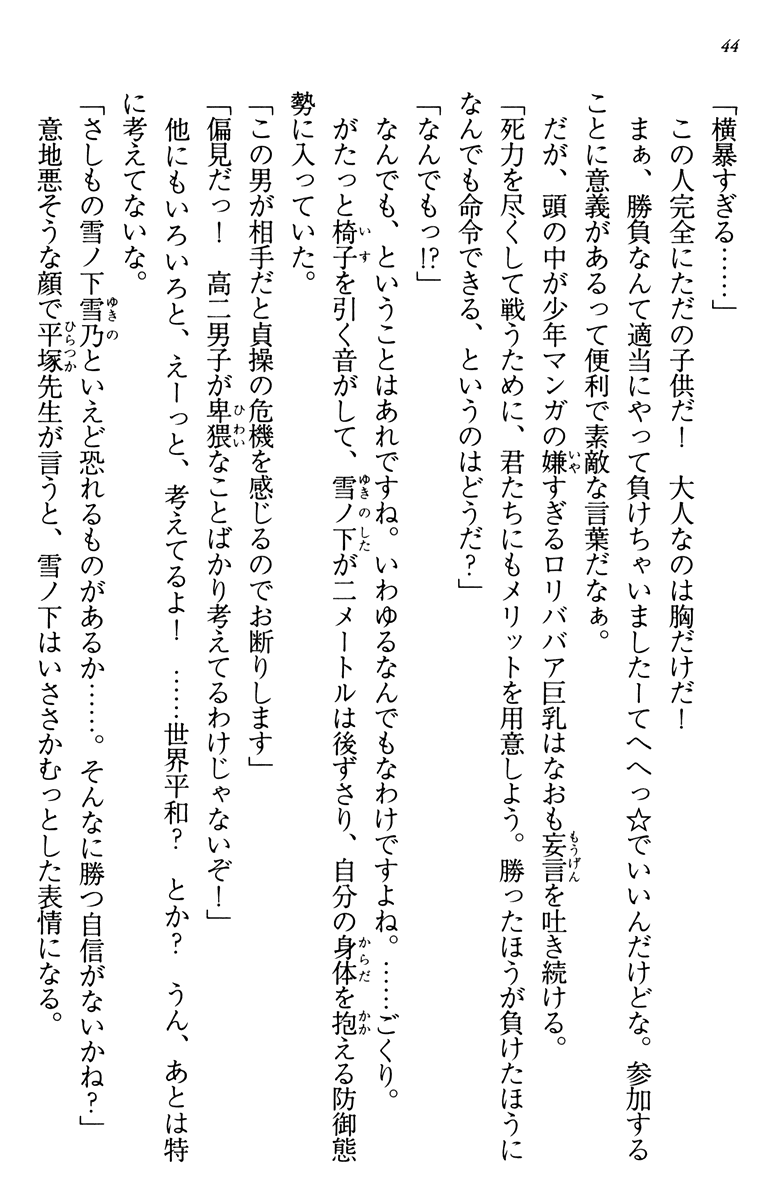 44
「横暴すぎる……」
この人完全にただの子供だ！　大人なのは胸だけだ！
まぁ、勝負なんて適当にやって負けちゃいましたーてへへっ☆でいいんだけどな。参加する
ことに意義があるって便利で素敵な言葉だなぁ。
だが、頭の中が少年マンガの嫌すぎるロリババア巨乳はなおも妄言を吐き続ける。
「死力を尽くして戦うために、君たちにもメリットを用意しよう。勝ったほうが負けたほうに
なんでも命令できる、というのはどうだ？」
「なんでもっ!?」
なんでも、ということはあれですね。いわゆるなんでもなわけですよね。……ごくり。
がたっと椅子を引く音がして、雪ノ下が二メートルは後ずさり、自分の身体を抱える防御態
勢に入っていた。
「この男が相手だと貞操の危機を感じるのでお断りします」
「偏見だっ！　高二男子が卑猥なことばかり考えてるわけじゃないぞ！」
他にもいろいろと、えーっと、考えてるよ！　……世界平和？　とか？　うん、あとは特
に考えてないな。
「さしもの雪ノ下雪乃といえど恐れるものがあるか……。そんなに勝つ自信がないかね？」
意地悪そうな顔で平塚先生が言うと、雪ノ下はいささかむっとした表情になる。